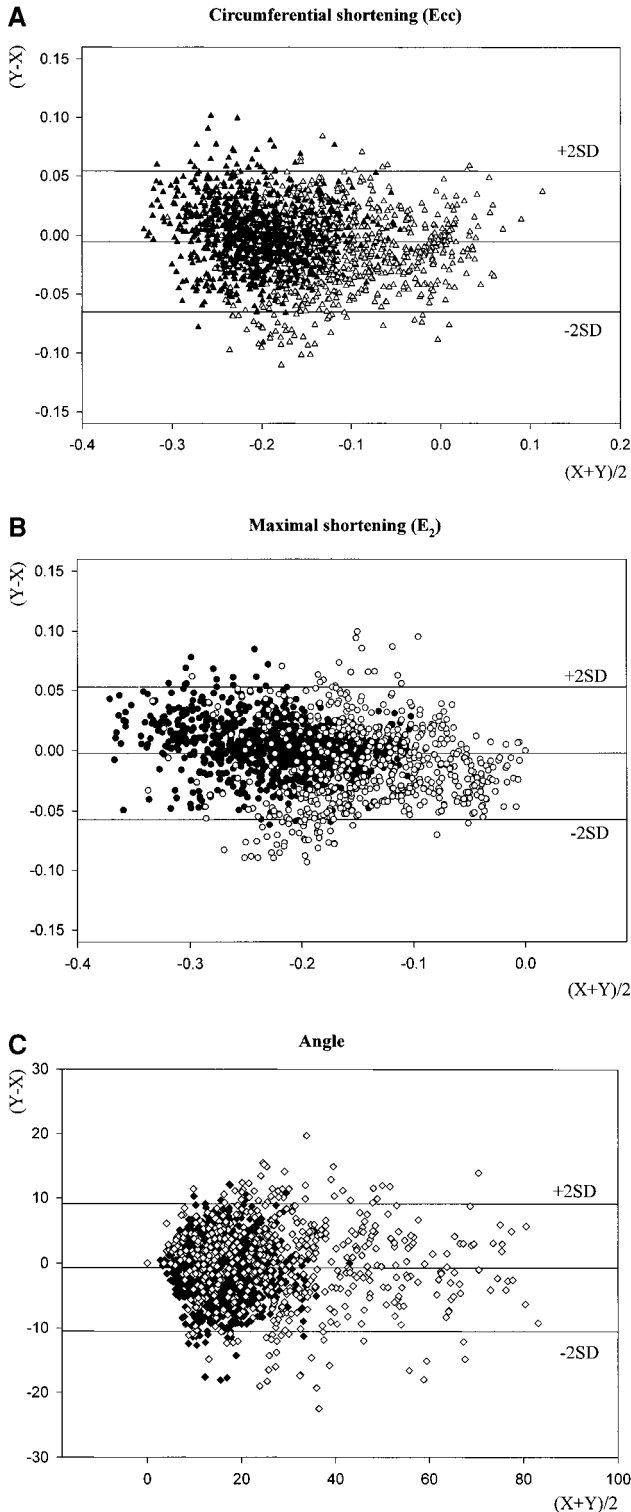 A
Circumferential shortening (Ecc)
(Y-X)
0.15
0.10
+2SD
0.05
0.00
-0.05
-2SD
-0.10
-0.15
-0.4 -0.3 -0.2 -0.1 0.0 0.1 0.2
(X+Y)/2
B
Maximal shortening (E₂)
(Y-X)
0.15
0.10
+2SD
0.05
0.00
-0.05
-2SD
-0.10
-0.15
-0.4 -0.3 -0.2 -0.1 0.0
(X+Y)/2
C
Angle
(Y-X)
30
20
+2SD
10
0
-10
-2SD
-20
-30
0 20 40 60 80 100
(X+Y)/2